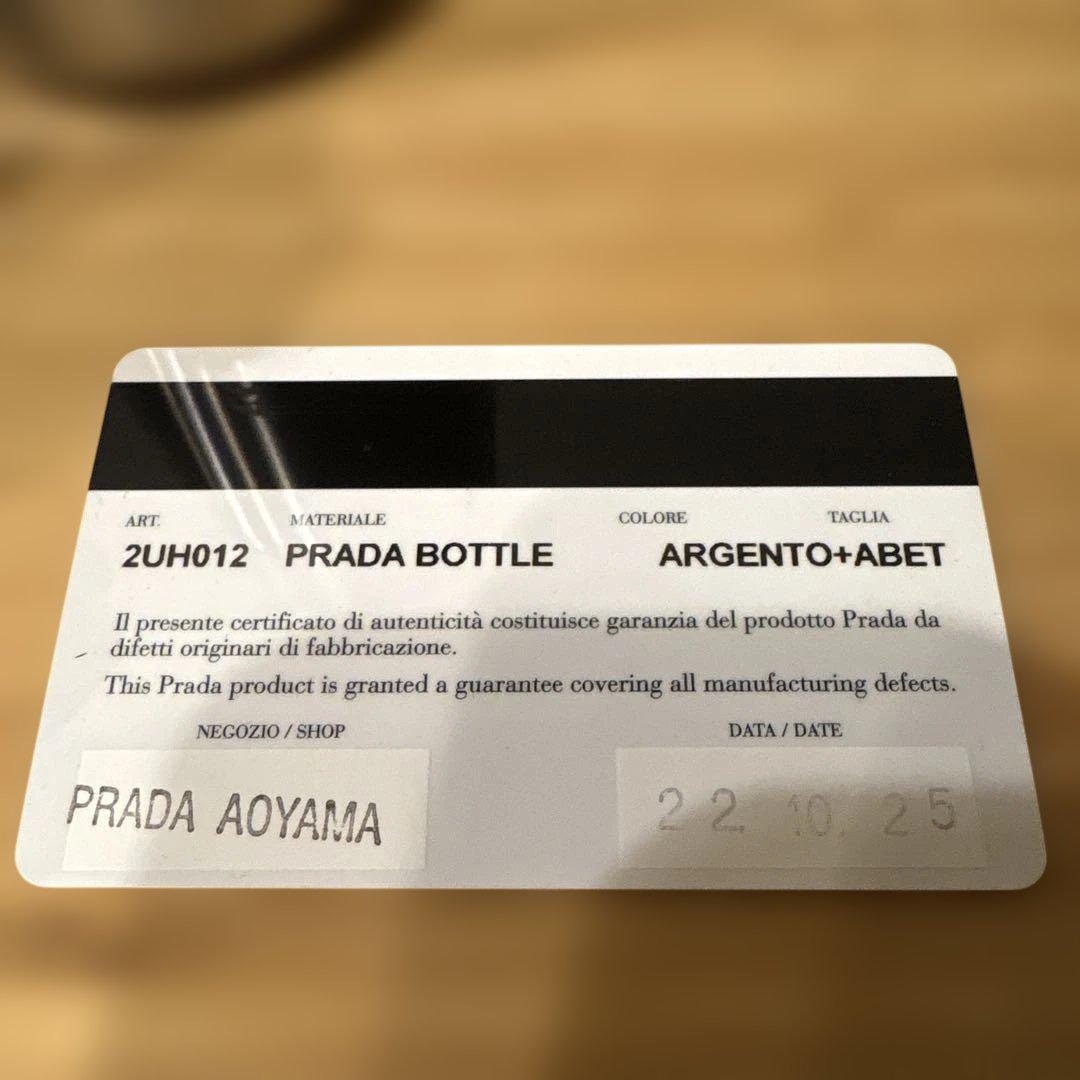 ART. MATERIALE COLORE TAGLIA
2UH012 PRADA BOTTLE ARGENTO+ABET
Il presente certificato di autenticità costituisce garanzia del prodotto Prada da
difetti originari di fabbricazione.
This Prada product is granted a guarantee covering all manufacturing defects.
NEGOZIO / SHOP DATA / DATE
PRADA AOYAMA 22. 10. 25